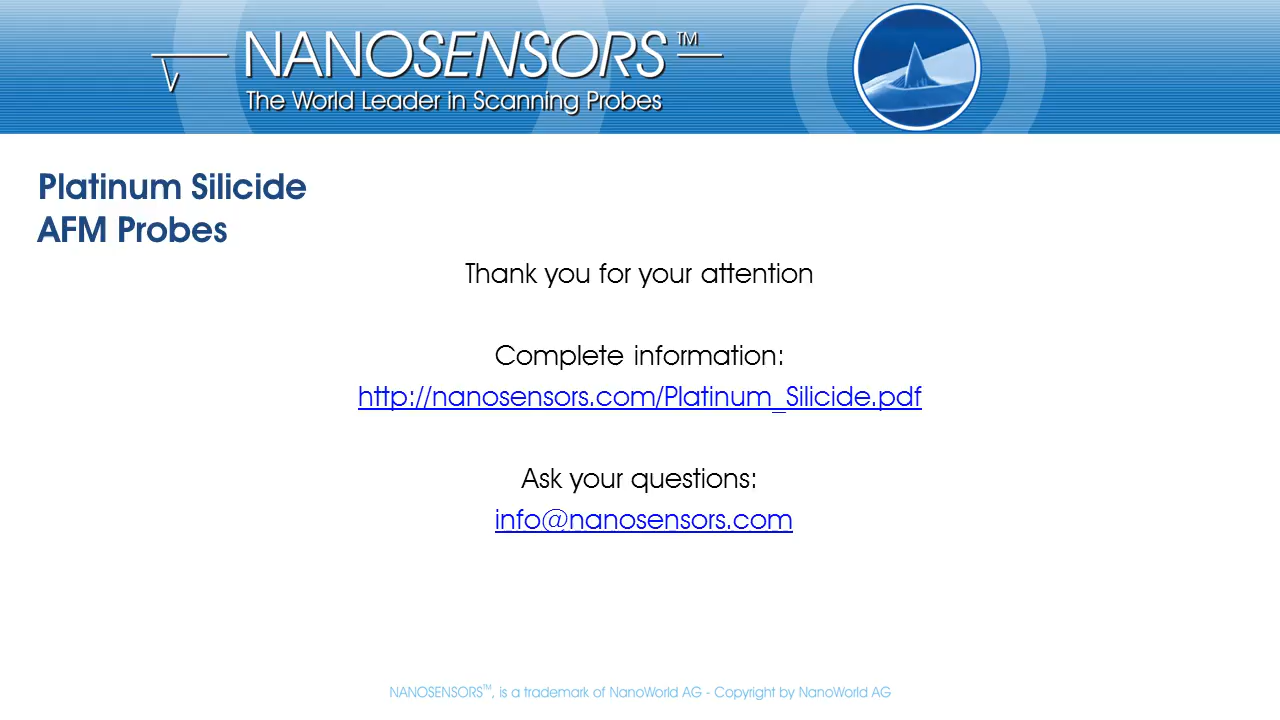 NANOSENSORS™
The World Leader in Scanning Probes
Platinum Silicide
AFM Probes
Thank you for your attention
Complete information:
http://nanosensors.com/Platinum_Silicide.pdf
Ask your questions:
info@nanosensors.com
NANOSENSORS™, is a trademark of NanoWorld AG - Copyright by NanoWorld AG